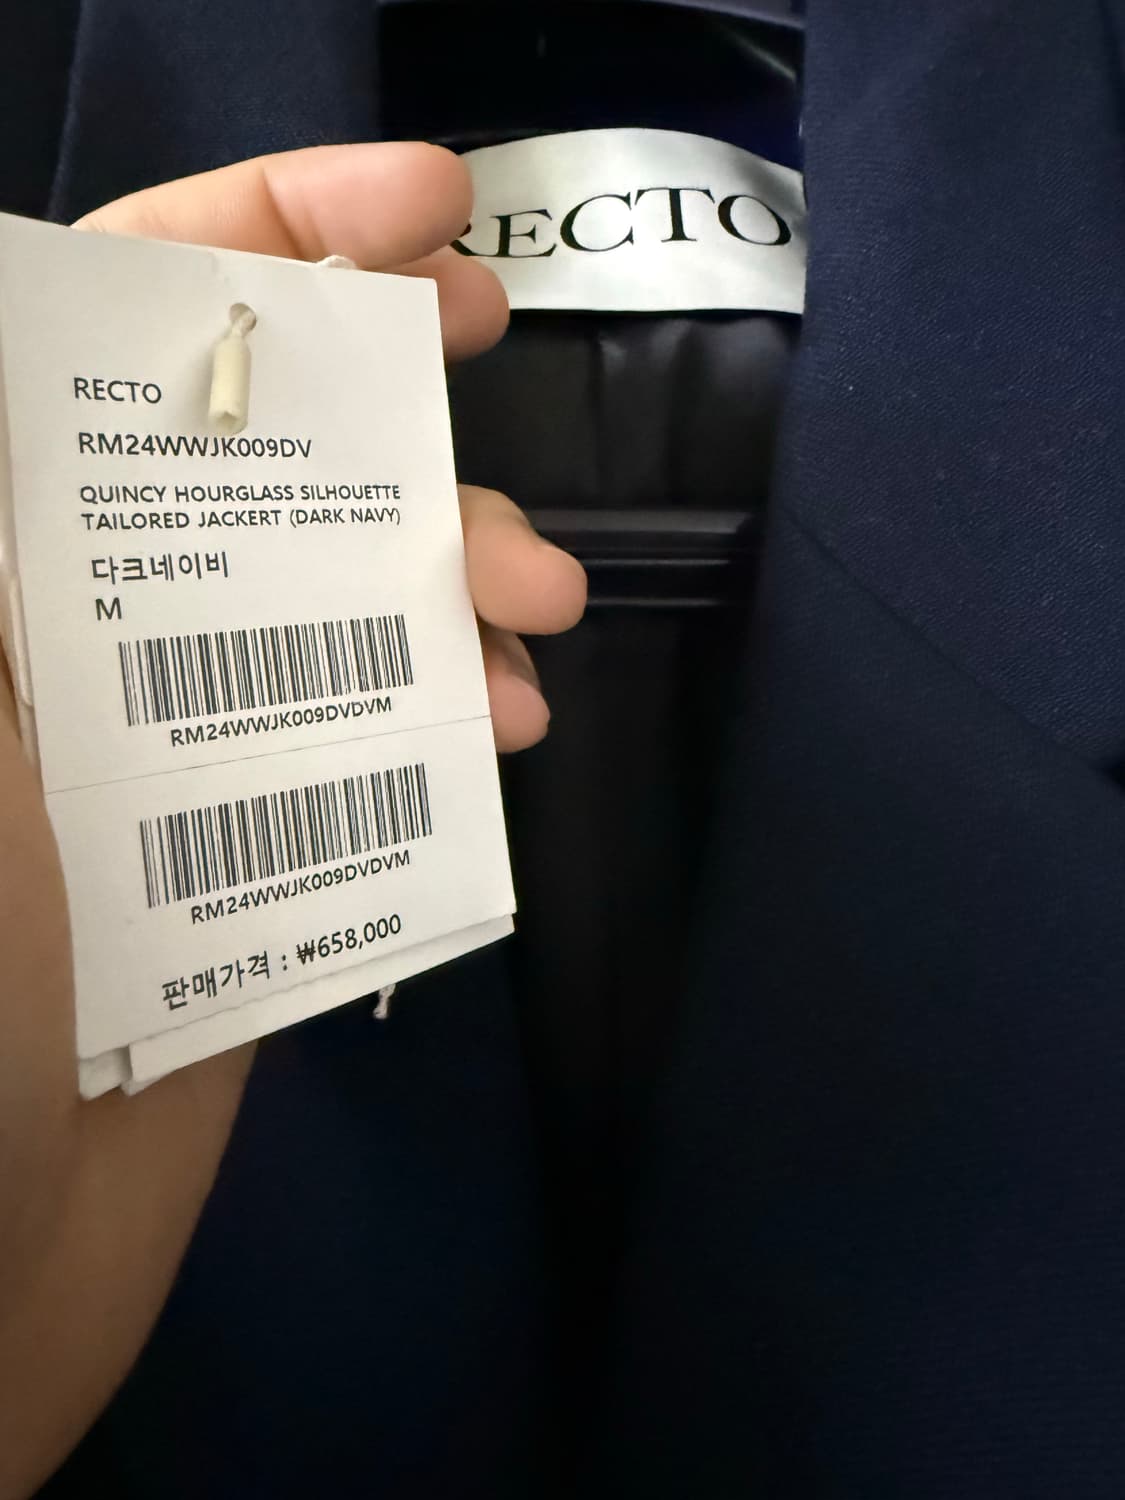 RECTO
RECTO
RM24WWJK009DV
QUINCY HOURGLASS SILHOUETTE
TAILORED JACKERT (DARK NAVY)
다크네이비
M
RM24WWJK009DVDVM
RM24WWJK009DVDVM
판매가격 : ₩658,000